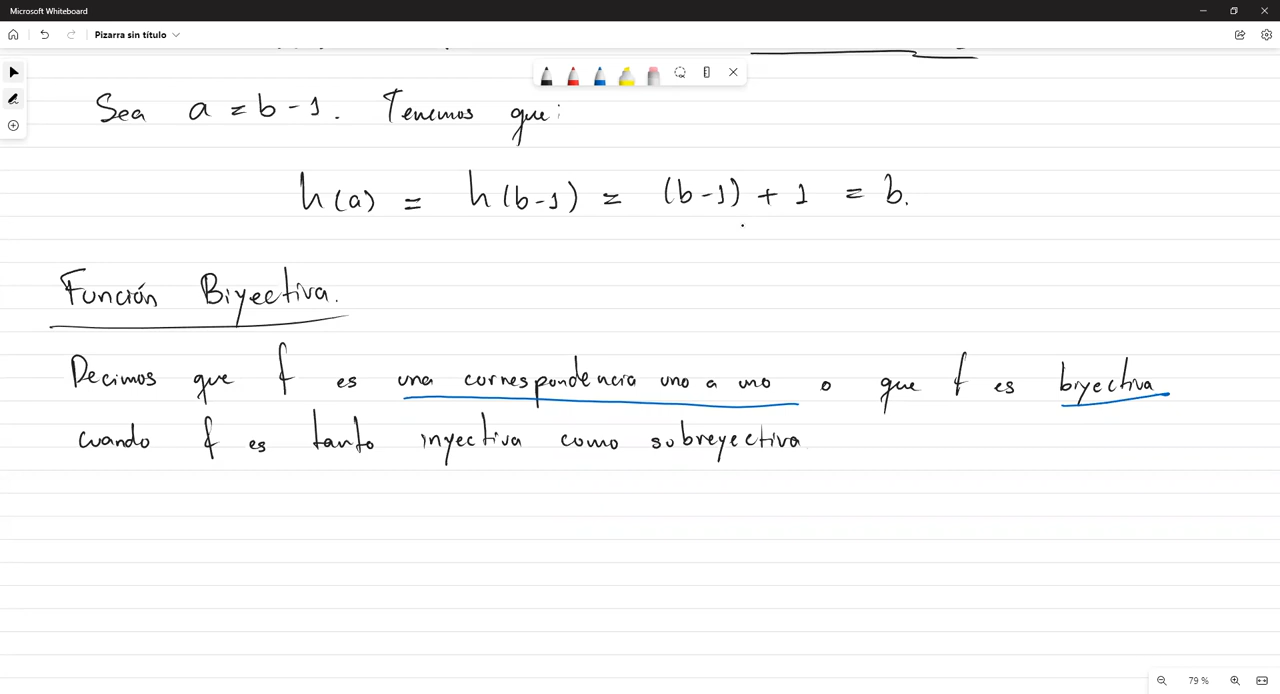 Microsoft Whiteboard
Pizarra sin título
Sea a = b - 1. Tenemos que:
h(a) = h(b-1) = (b-1) + 1 = b.
Función Biyectiva.
Decimos que f es una correspondencia uno a uno o que f es biyectiva
cuando f es tanto inyectiva como sobreyectiva
79 %